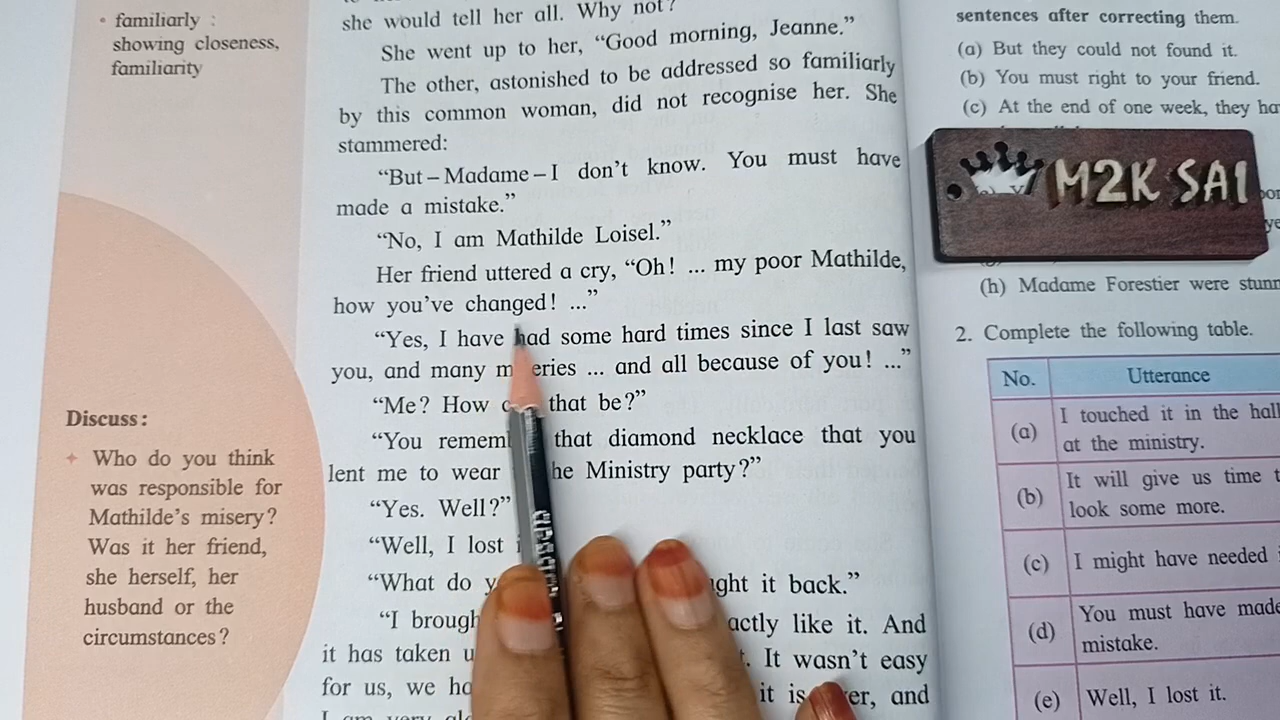 • familiarly :
showing closeness,
familiarity
Discuss:
+ Who do you think
was responsible for
Mathilde's misery?
Was it her friend,
she herself, her
husband or the
circumstances?
she would tell her all. Why not?
She went up to her, “Good morning, Jeanne.”
The other, astonished to be addressed so familiarly
by this common woman, did not recognise her. She
stammered:
“But – Madame – I don't know. You must have
made a mistake.”
“No, I am Mathilde Loisel.”
Her friend uttered a cry, “Oh! ... my poor Mathilde,
how you've changed! ...”
“Yes, I have had some hard times since I last saw
you, and many ... and all because of you! ...”
“Me? How that be?”
“You that diamond necklace that you
lent me to wear Ministry party?”
“Yes. Well?”
“Well, I lost
“What do it back.”
“I like it. And
it has taken It wasn't easy
for us, we it is and
sentences after correcting them.
(a) But they could not found it.
(b) You must right to your friend.
(c) At the end of one week, they
M2K SAI
(h) Madame Forestier were
2. Complete the following table.
No. Utterance
(a) I touched it in the hall
at the ministry.
(b) It will give us time
look some more.
(c) I might have needed
(d) You must have made
mistake.
(e) Well, I lost it.